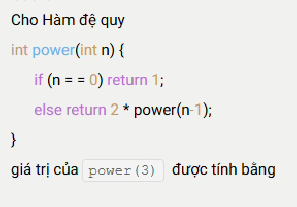 Cho Hàm đệ quy
int power(int n) {
if (n = = 0) return 1;
else return 2 * power(n-1);
}
giá trị của power(3) được tính bằng